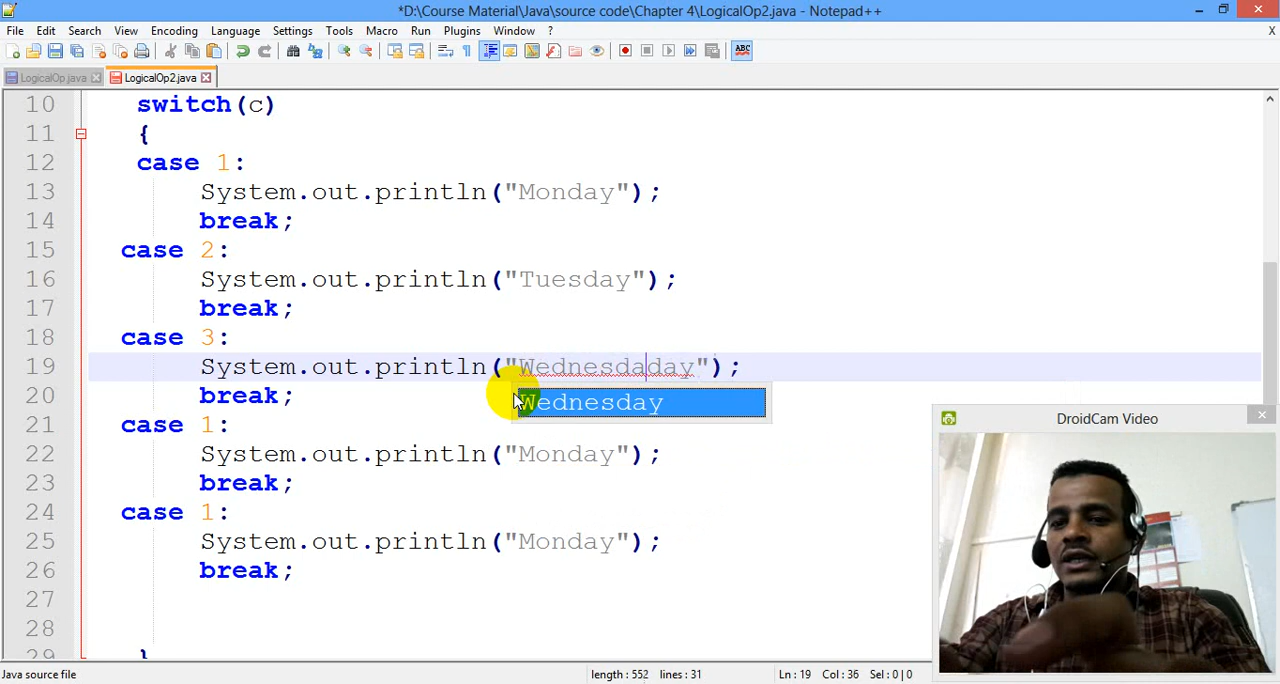 *D:\Course Material\Java\source code\Chapter 4\LogicalOp2.java - Notepad++
File Edit Search View Encoding Language Settings Tools Macro Run Plugins Window ? X
ABC
LogicalOp.java LogicalOp2.java
10 switch(c)
11 {
12 case 1:
13 System.out.println("Monday");
14 break;
15 case 2:
16 System.out.println("Tuesday");
17 break;
18 case 3:
19 System.out.println("Wednesdaday");
20 break;
Wednesday
21 case 1:
22 System.out.println("Monday");
23 break;
24 case 1:
25 System.out.println("Monday");
26 break;
27
28
29 }
DroidCam Video
Java source file length : 552 lines : 31 Ln : 19 Col : 36 Sel : 0 | 0